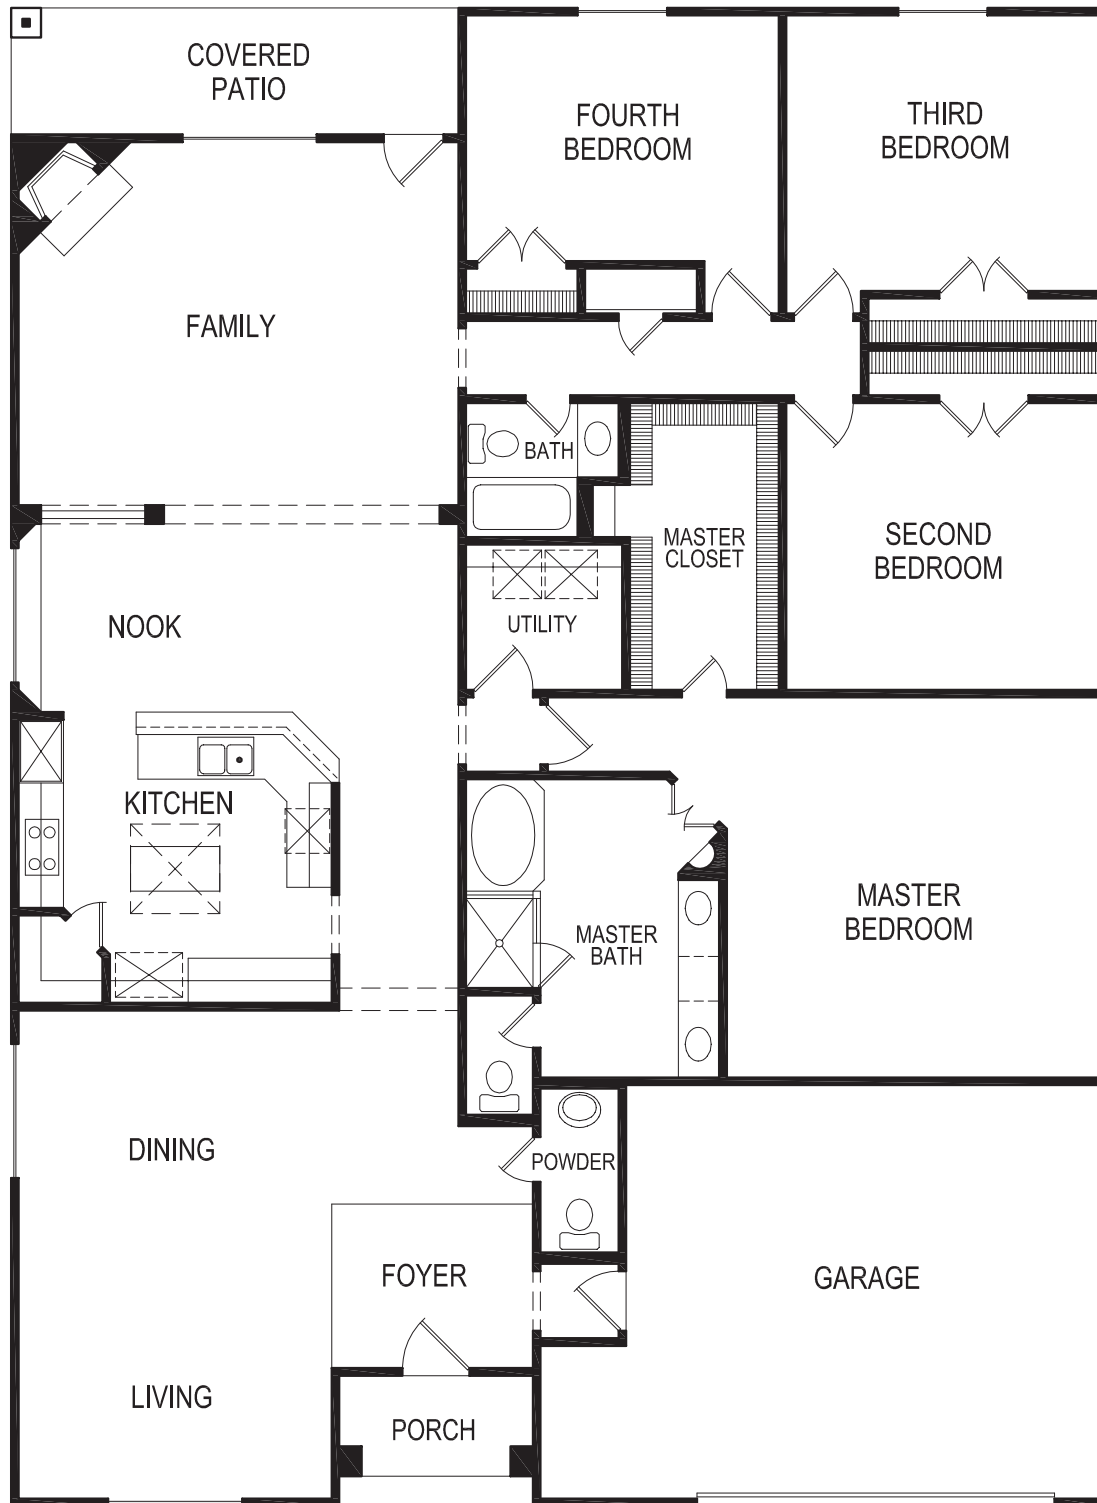 COVERED
PATIO
FOURTH
BEDROOM
THIRD
BEDROOM
FAMILY
BATH
MASTER
CLOSET
SECOND
BEDROOM
NOOK
UTILITY
KITCHEN
MASTER
BATH
MASTER
BEDROOM
DINING
POWDER
FOYER
GARAGE
LIVING
PORCH